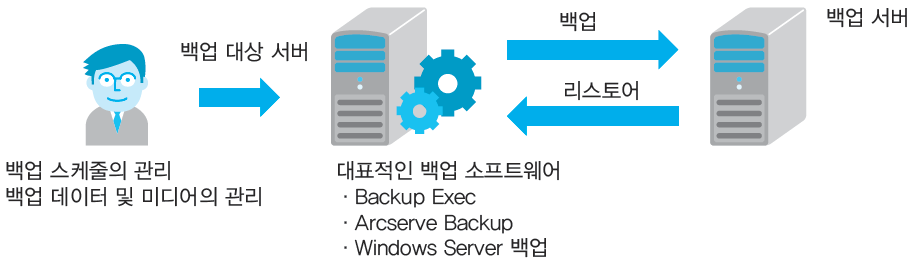 백업 대상 서버
백업
백업 서버
리스토어
백업 스케줄의 관리
백업 데이터 및 미디어의 관리
대표적인 백업 소프트웨어
· Backup Exec
· Arcserve Backup
· Windows Server 백업